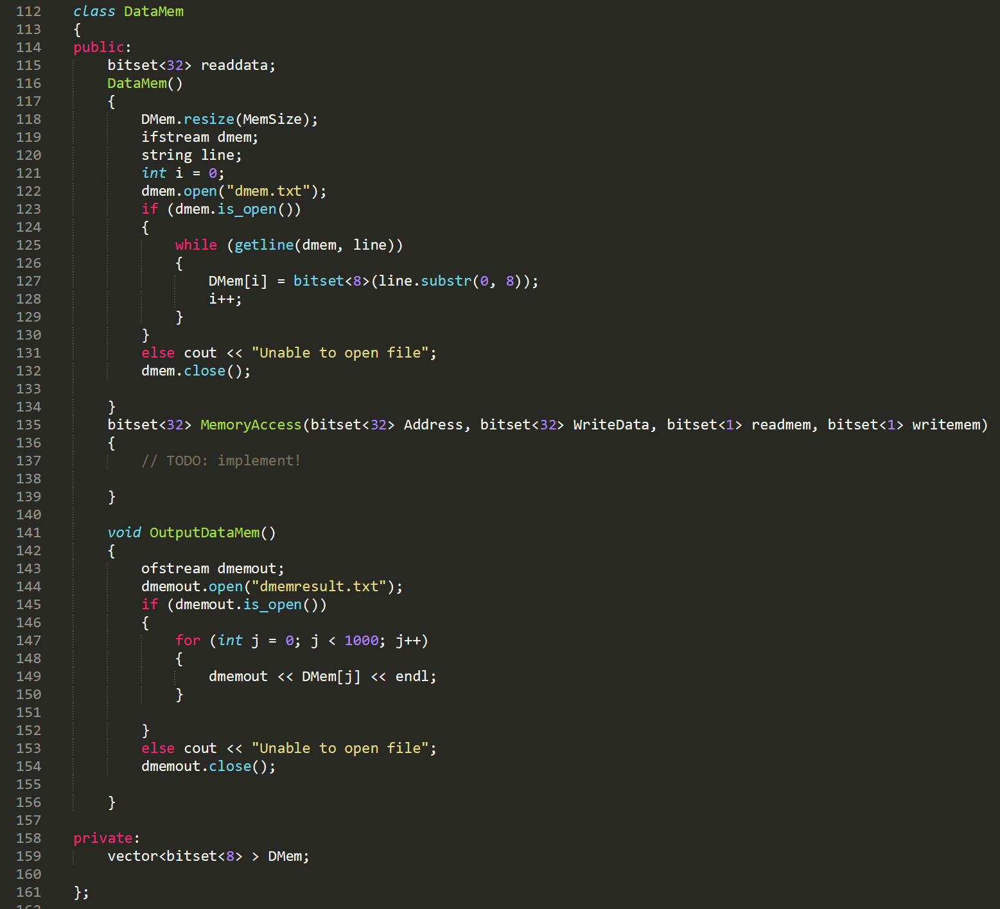 112 class DataMem
113 {
114 public:
115 bitset<32> readdata;
116 DataMem()
117 {
118 DMem.resize(MemSize);
119 ifstream dmem;
120 string line;
121 int i = 0;
122 dmem.open("dmem.txt");
123 if (dmem.is_open())
124 {
125 while (getline(dmem, line))
126 {
127 DMem[i] = bitset<8>(line.substr(0, 8));
128 i++;
129 }
130 }
131 else cout << "Unable to open file";
132 dmem.close();
133
134 }
135 bitset<32> MemoryAccess(bitset<32> Address, bitset<32> WriteData, bitset<1> readmem, bitset<1> writemem)
136 {
137 // TODO: implement!
138
139 }
140
141 void OutputDataMem()
142 {
143 ofstream dmemout;
144 dmemout.open("dmemresult.txt");
145 if (dmemout.is_open())
146 {
147 for (int j = 0; j < 1000; j++)
148 {
149 dmemout << DMem[j] << endl;
150 }
151
152 }
153 else cout << "Unable to open file";
154 dmemout.close();
155
156 }
157
158 private:
159 vector<bitset<8> > DMem;
160
161 };